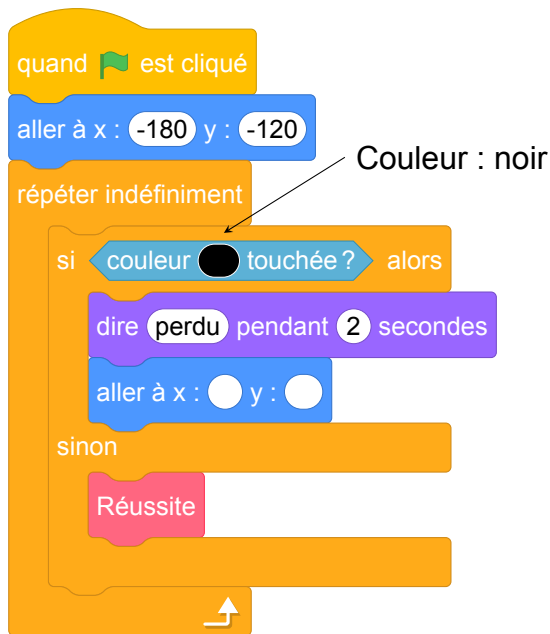 quand est cliqué
aller à x : -180 y : -120
Couleur : noir
répéter indéfiniment
si couleur touchée ? alors
dire perdu pendant 2 secondes
aller à x : y :
sinon
Réussite